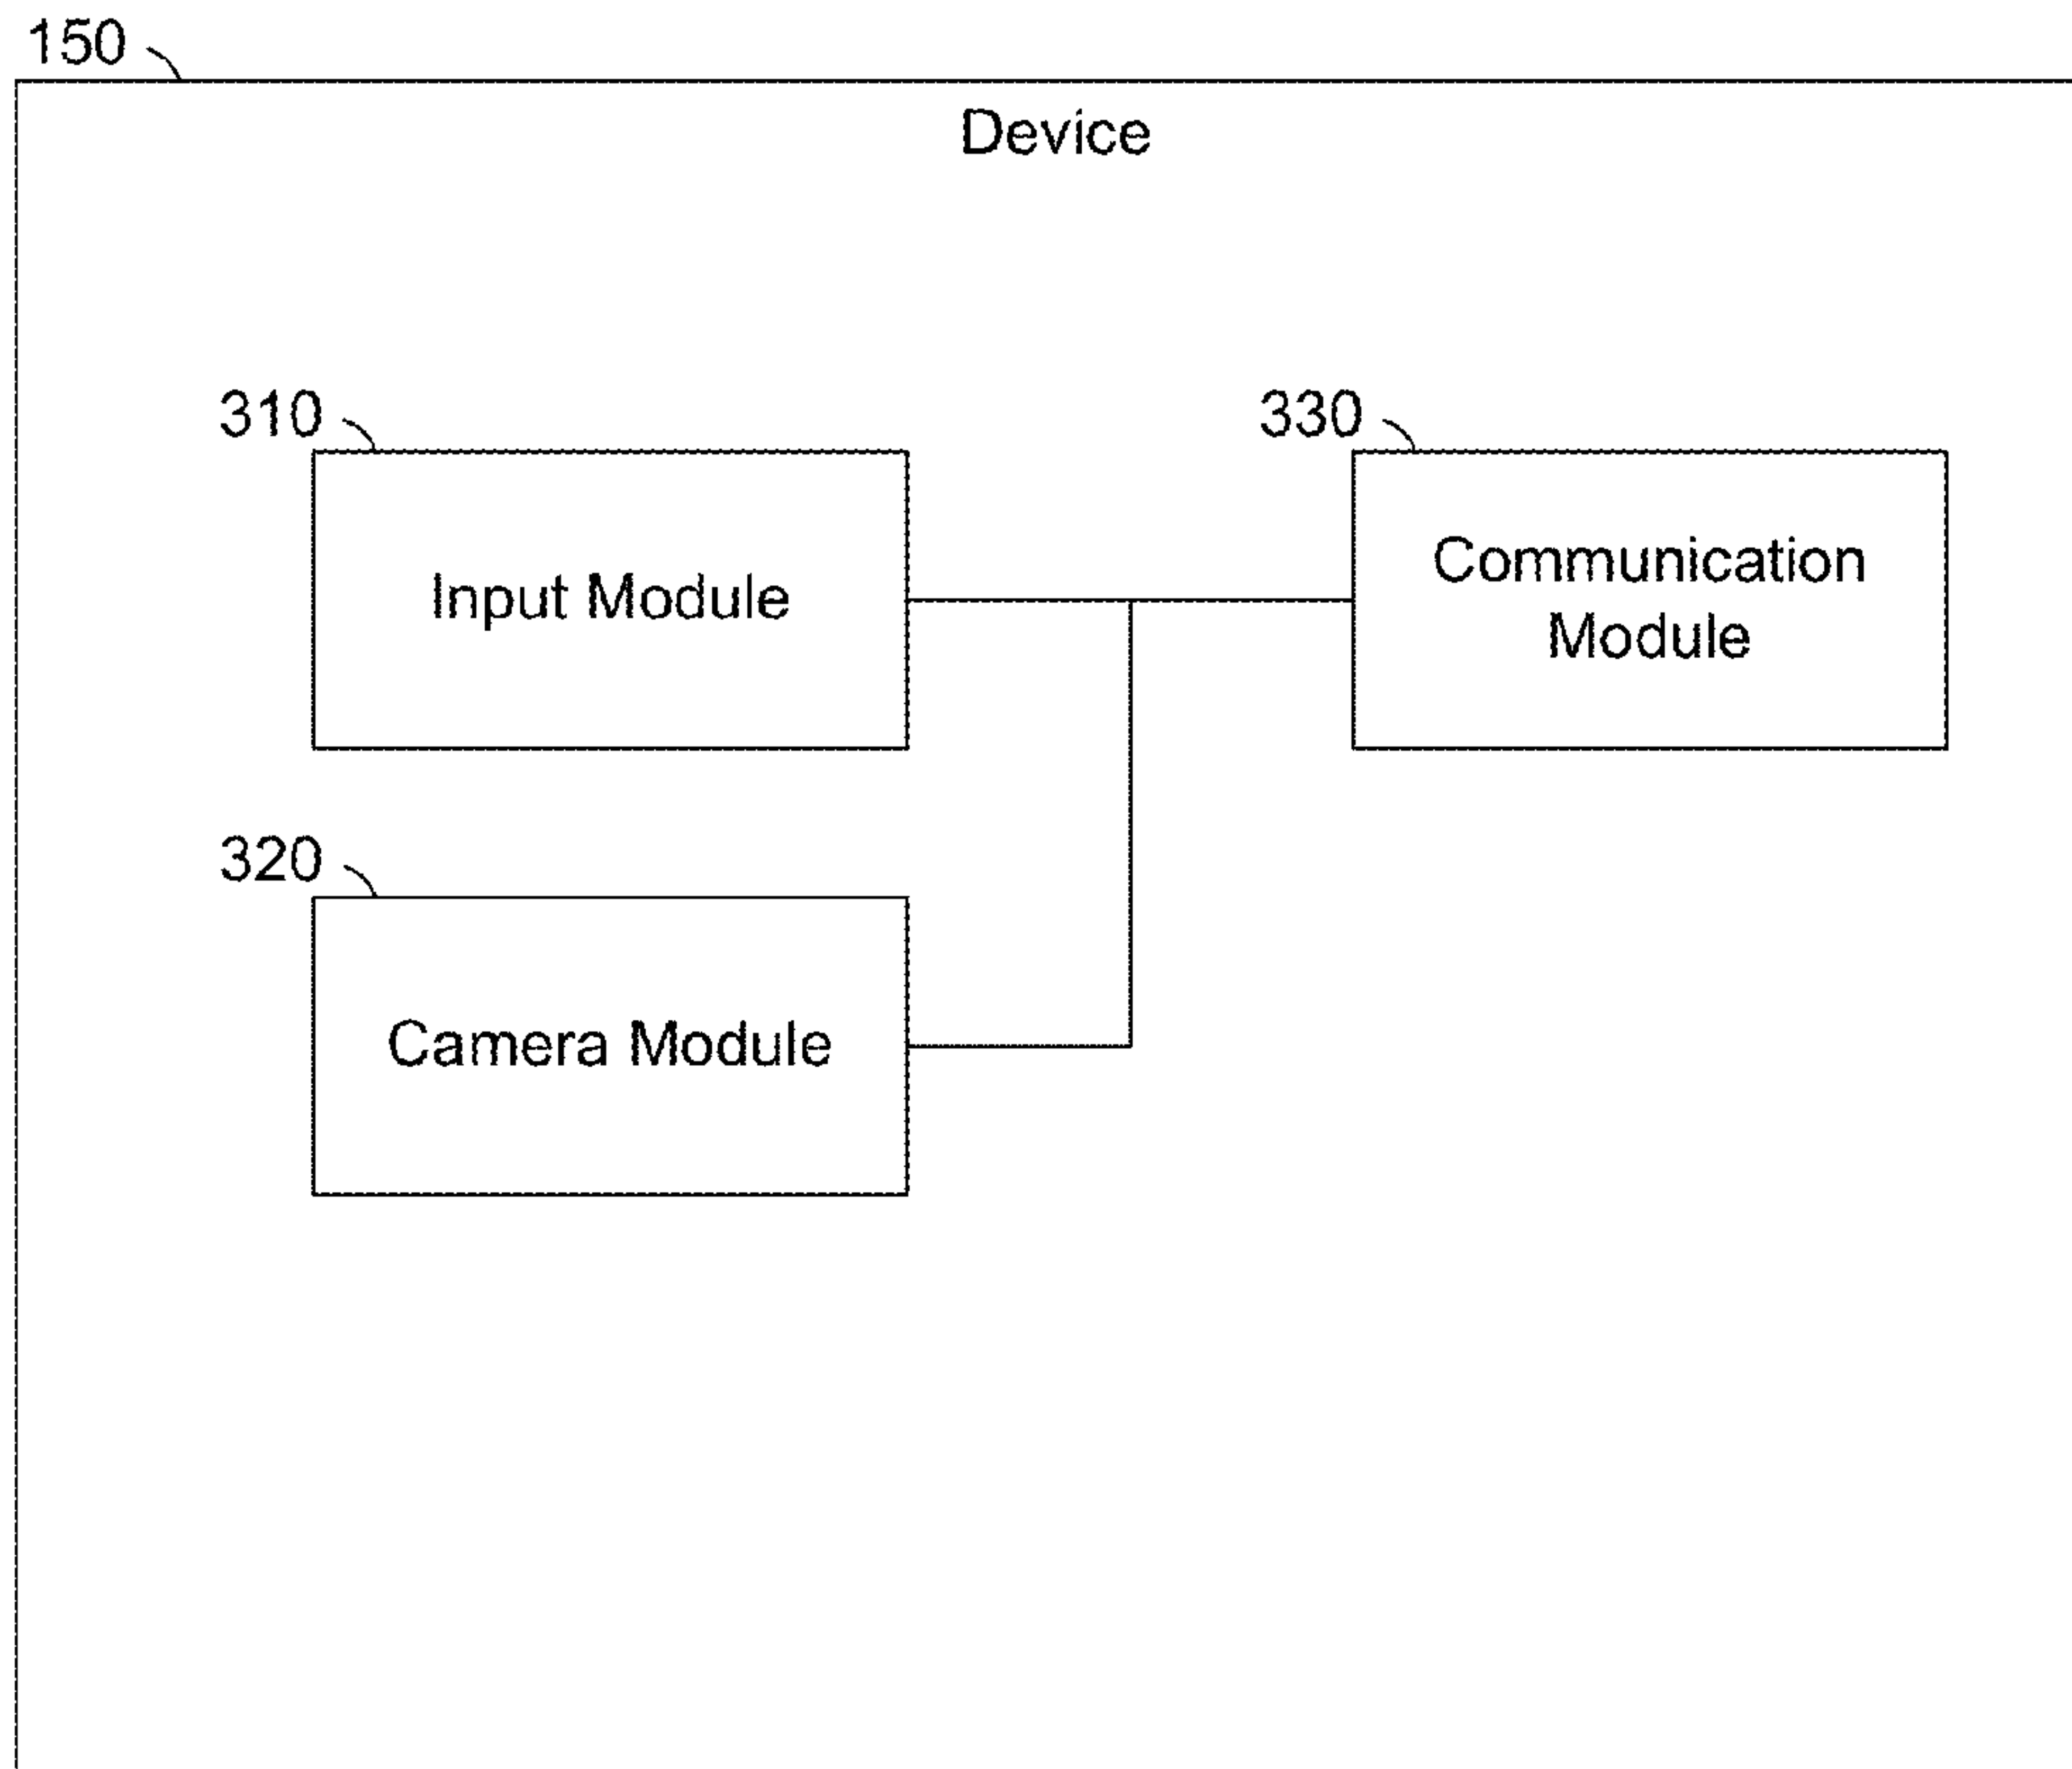 150
Device
310
330
Input Module
Communication
Module
320
Camera Module